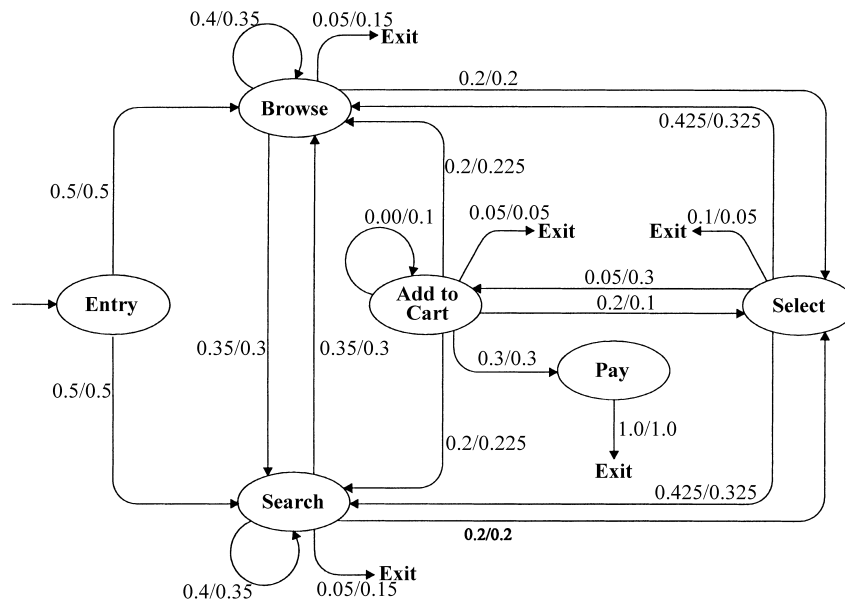 0.4/0.35
0.05/0.15
Exit
0.2/0.2
Browse
0.425/0.325
0.5/0.5
0.2/0.225
0.00/0.1
0.05/0.05
Exit
Exit
0.1/0.05
Entry
Add to
Cart
0.05/0.3
0.2/0.1
Select
0.35/0.3
0.35/0.3
0.3/0.3
Pay
0.5/0.5
0.2/0.225
1.0/1.0
Exit
Search
0.425/0.325
0.2/0.2
0.4/0.35
0.05/0.15
Exit